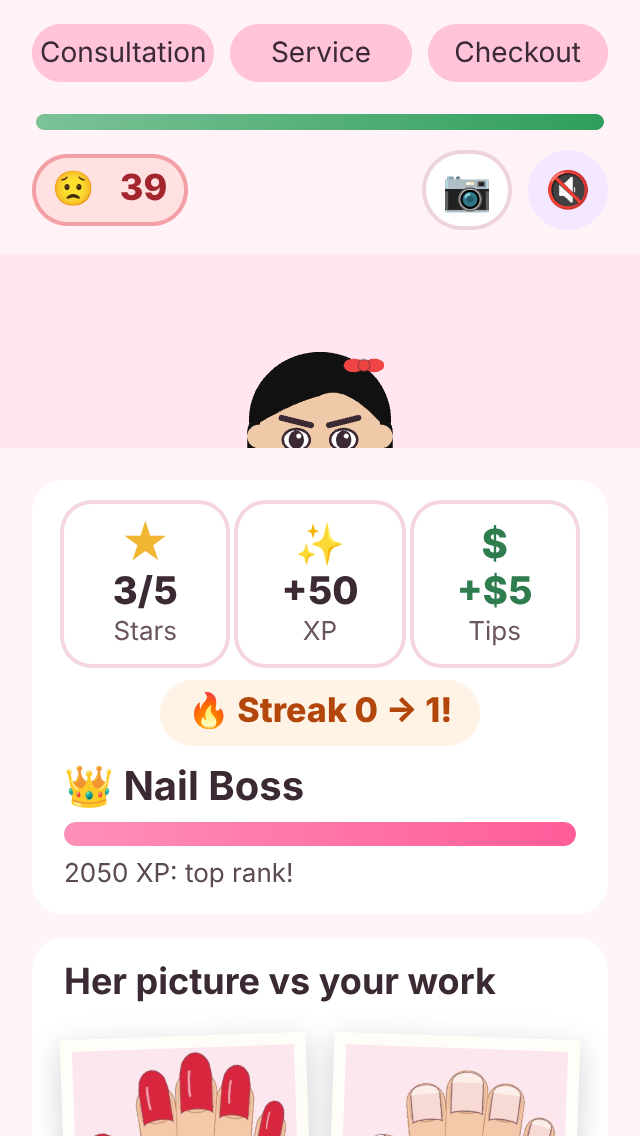 Consultation
Service
Checkout
39
3/5
Stars
+50
XP
$
+$5
Tips
Streak 0 → 1!
Nail Boss
2050 XP: top rank!
Her picture vs your work